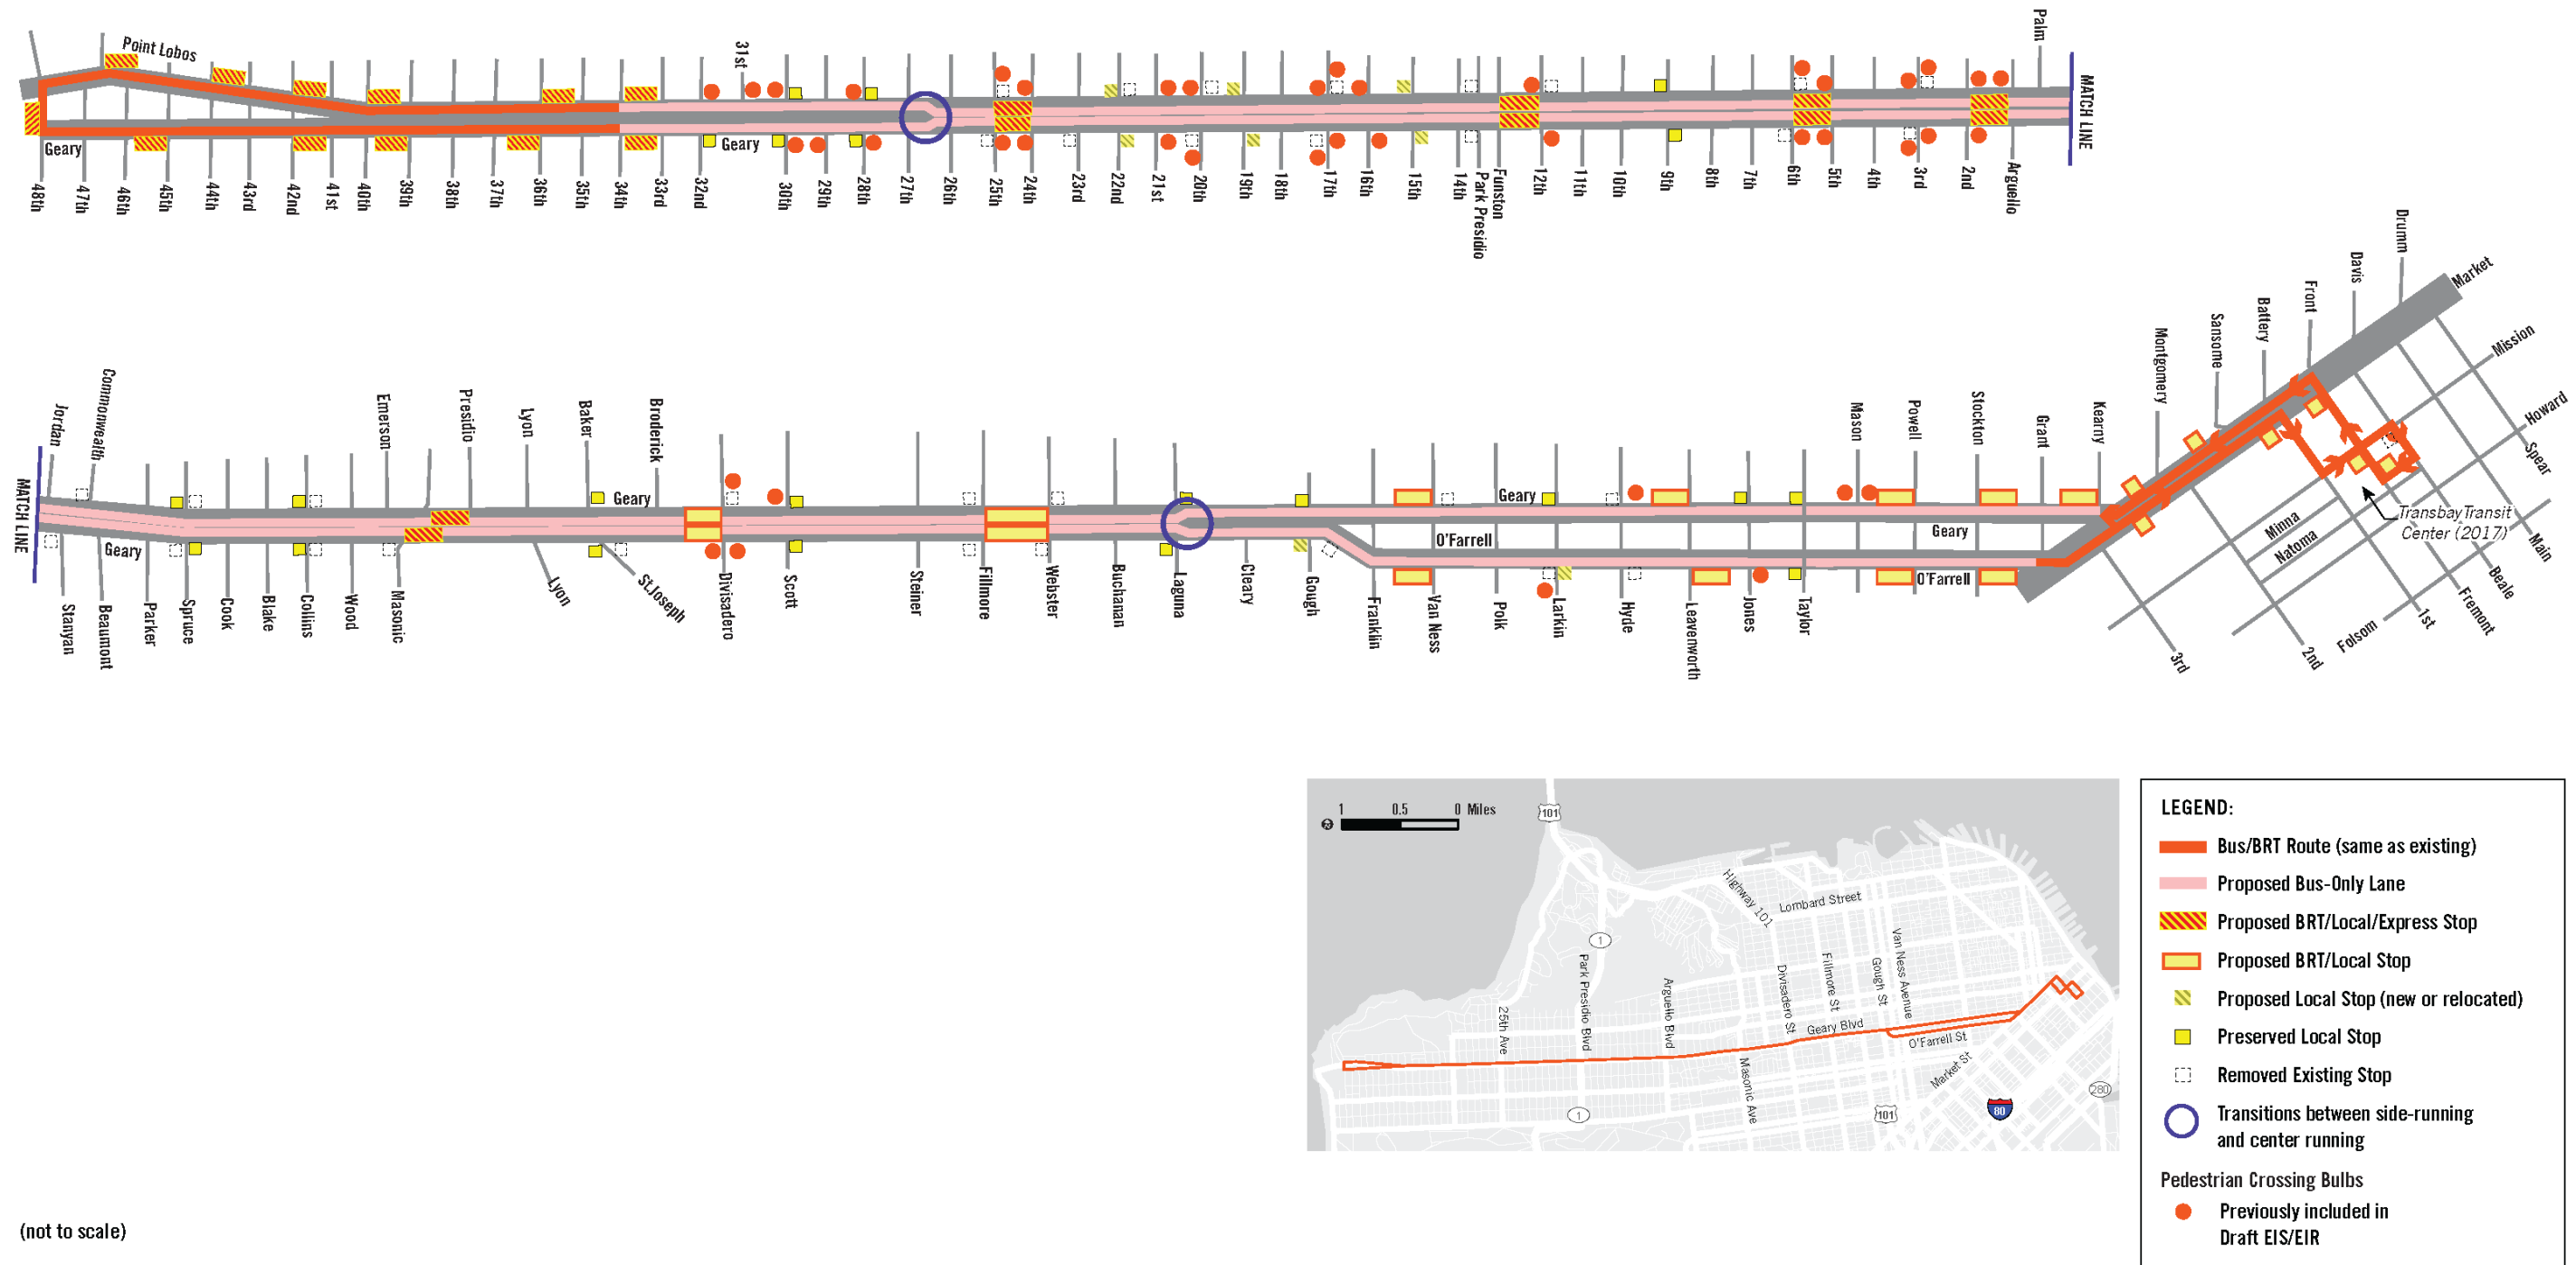 Point Lobos
31st
Palm
MATCH LINE
Geary
Geary
48th
47th
46th
45th
44th
43rd
42nd
41st
40th
39th
38th
37th
36th
35th
34th
33rd
32nd
30th
29th
28th
27th
26th
25th
24th
23rd
22nd
21st
20th
19th
18th
17th
16th
15th
14th
Park Presidio
Funston
12th
11th
10th
9th
8th
7th
6th
5th
4th
3rd
2nd
Arguello
MATCH LINE
Jordan
Commonwealth
Emerson
Presidio
Lyon
Baker
Broderick
Mason
Powell
Stockton
Grant
Kearny
Montgomery
Sansome
Battery
Front
Davis
Drumm
Market
Mission
Howard
Spear
Main
Beale
Fremont
1st
Folsom
2nd
3rd
Minna
Natoma
Transbay Transit
Center (2017)
Geary
Geary
Geary
Geary
O'Farrell
O'Farrell
Stanyan
Beaumont
Parker
Spruce
Cook
Blake
Collins
Wood
Masonic
Lyon
St.Joseph
Divisadero
Scott
Steiner
Fillmore
Webster
Buchanan
Laguna
Cleary
Gough
Franklin
Van Ness
Polk
Larkin
Hyde
Leavenworth
Jones
Taylor
1 0.5 0 Miles
101
Highway 101
Lombard Street
1
Van Ness Avenue
Gough St
Fillmore St
Divisadero St
Park Presidio Blvd
Arguello Blvd
25th Ave
Geary Blvd
O'Farrell St
Masonic Ave
Market St
1
101
80
280
LEGEND:
Bus/BRT Route (same as existing)
Proposed Bus-Only Lane
Proposed BRT/Local/Express Stop
Proposed BRT/Local Stop
Proposed Local Stop (new or relocated)
Preserved Local Stop
Removed Existing Stop
Transitions between side-running
and center running
Pedestrian Crossing Bulbs
Previously included in
Draft EIS/EIR
(not to scale)